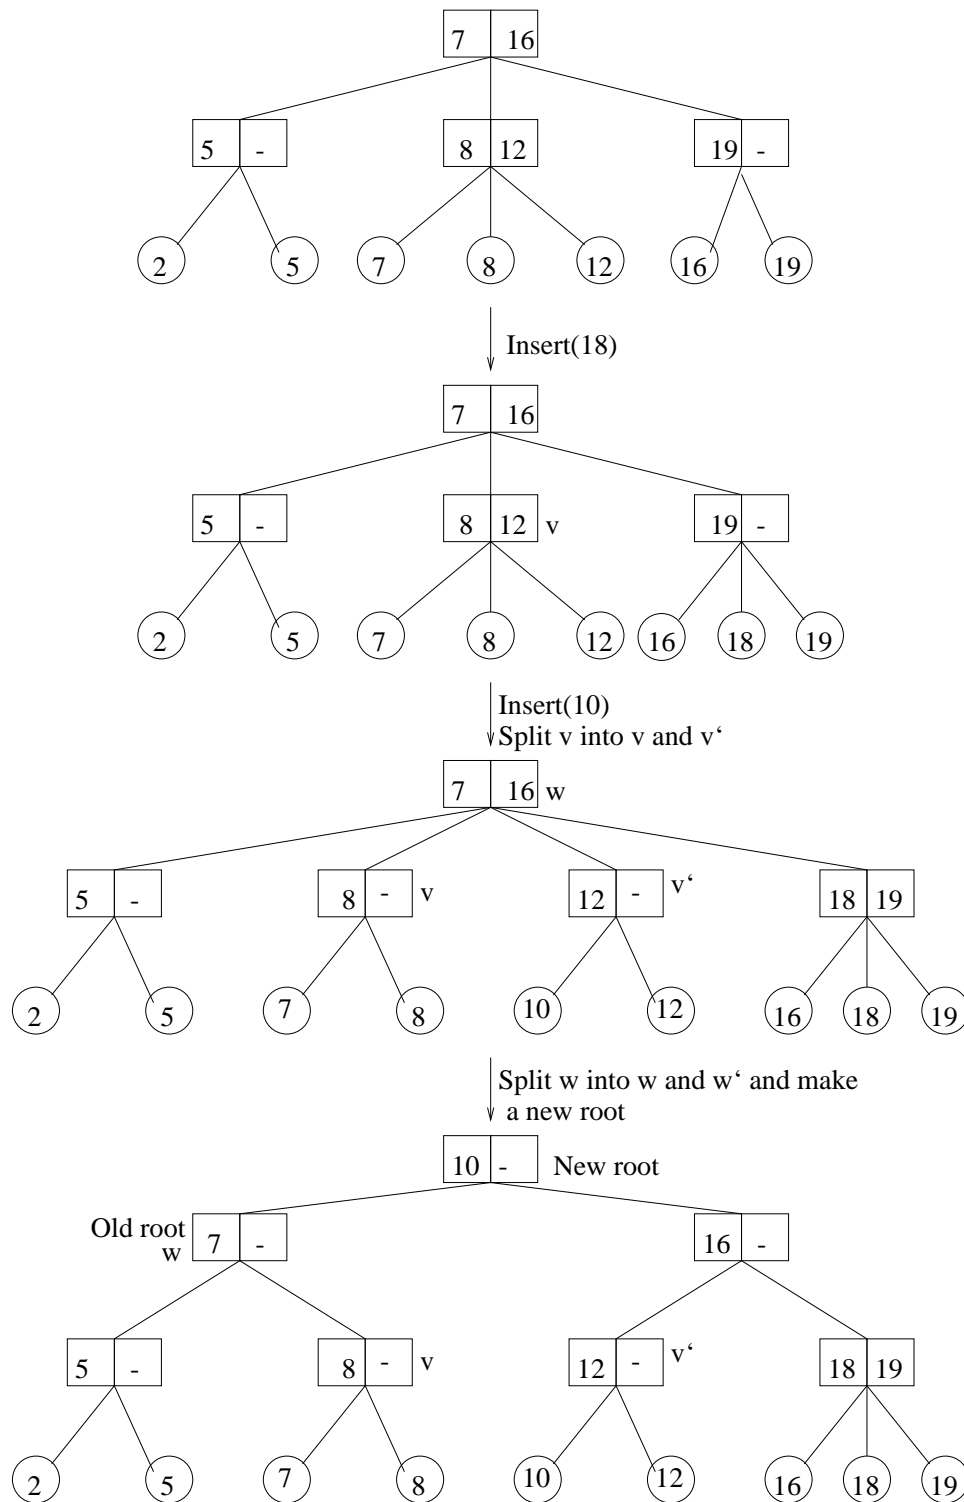 7 16
5 - 8 12 19 -
2 5 7 8 12 16 19
Insert(18)
7 16
5 - 8 12 v 19 -
2 5 7 8 12 16 18 19
Insert(10)
Split v into v and v‘
7 16 w
5 - 8 - v 12 - v‘ 18 19
2 5 7 8 10 12 16 18 19
Split w into w and w‘ and make
a new root
10 - New root
Old root
w 7 - 16 -
5 - 8 - v 12 - v‘ 18 19
2 5 7 8 10 12 16 18 19